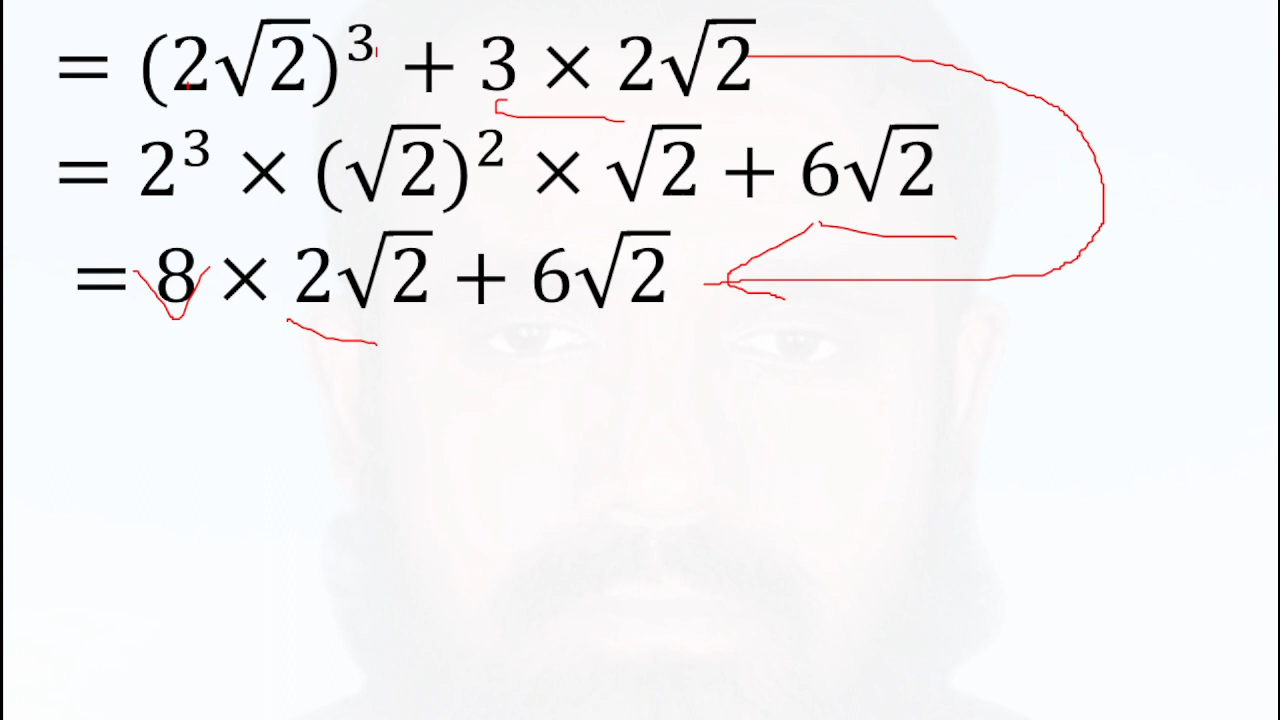 = (2√2)³ + 3 × 2√2
= 2³ × (√2)² × √2 + 6√2
= 8 × 2√2 + 6√2